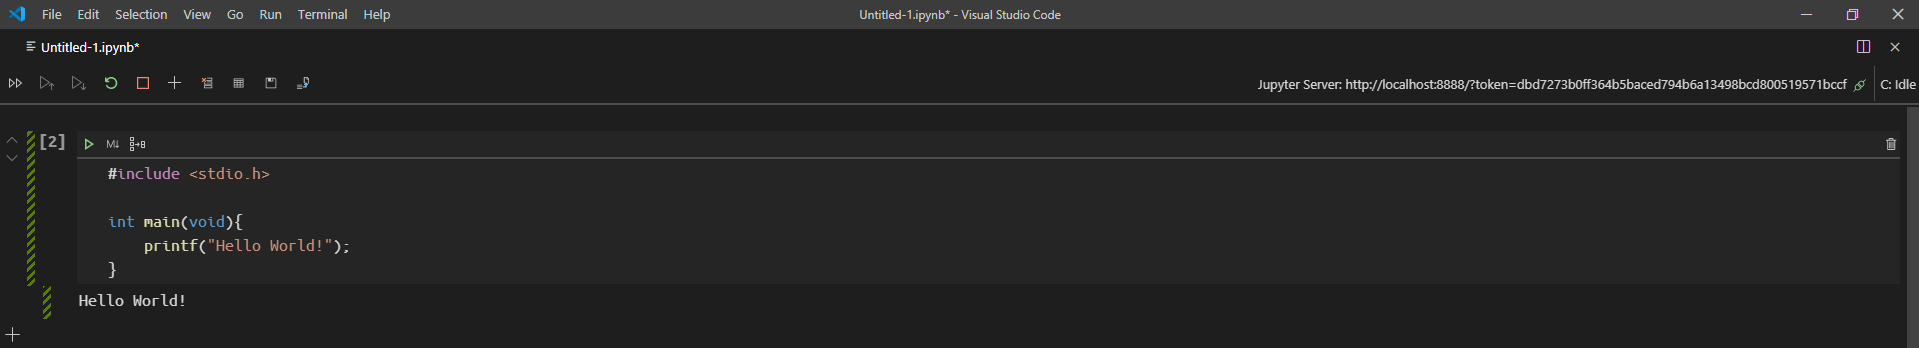 File Edit Selection View Go Run Terminal Help Untitled-1.ipynb* - Visual Studio Code
Untitled-1.ipynb*
Jupyter Server: http://localhost:8888/?token=dbd7273b0ff364b5baced794b6a13498bcd800519571bccf C: Idle
[2] M↓
#include <stdio.h>
int main(void){
    printf("Hello World!");
}
Hello World!